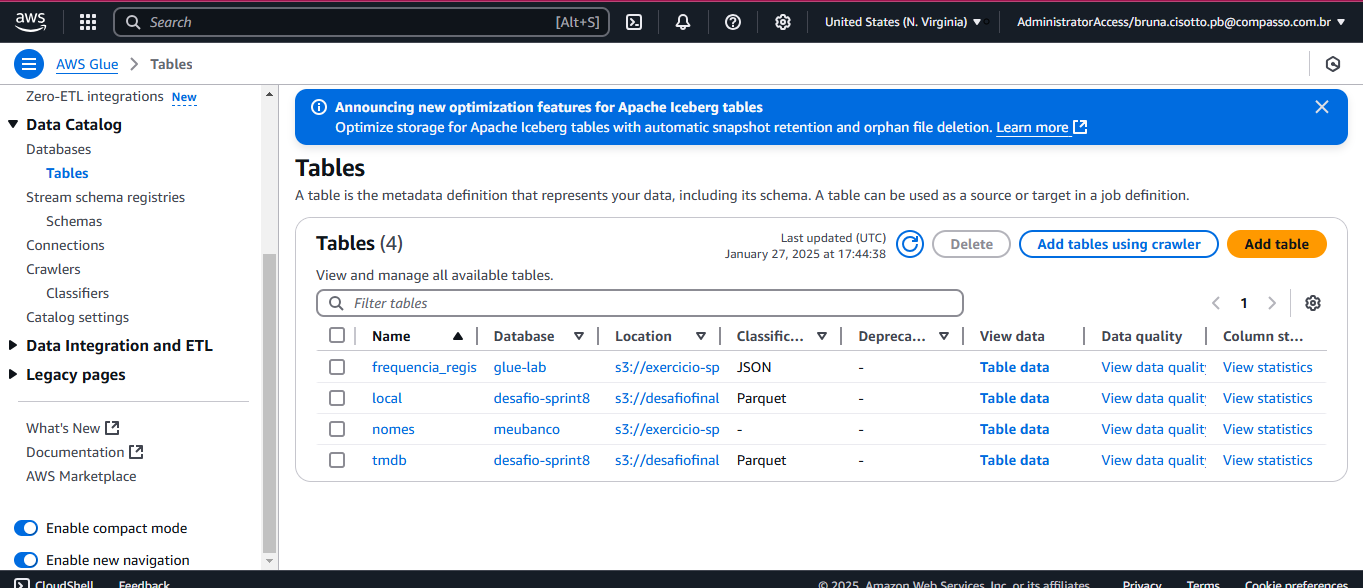 aws Search [Alt+S] United States (N. Virginia) ▼ AdministratorAccess/bruna.cisotto.pb@compasso.com.br ▼
AWS Glue > Tables
Zero-ETL integrations New
Data Catalog
Databases
Tables
Stream schema registries
Schemas
Connections
Crawlers
Classifiers
Catalog settings
Data Integration and ETL
Legacy pages
What's New
Documentation
AWS Marketplace
Enable compact mode
Enable new navigation
Announcing new optimization features for Apache Iceberg tables
Optimize storage for Apache Iceberg tables with automatic snapshot retention and orphan file deletion. Learn more
Tables
A table is the metadata definition that represents your data, including its schema. A table can be used as a source or target in a job definition.
Tables (4)
Last updated (UTC)
January 27, 2025 at 17:44:38
Delete Add tables using crawler Add table
View and manage all available tables.
Filter tables
< 1 >
Name Database Location Classific... Depreca... View data Data quality Column st...
frequencia_regis glue-lab s3://exercicio-sp JSON - Table data View data quality View statistics
local desafio-sprint8 s3://desafiofinal Parquet - Table data View data quality View statistics
nomes meubanco s3://exercicio-sp - - Table data View data quality View statistics
tmdb desafio-sprint8 s3://desafiofinal Parquet - Table data View data quality View statistics
CloudShell Feedback © 2025, Amazon Web Services, Inc. or its affiliates. Privacy Terms Cookie preferences